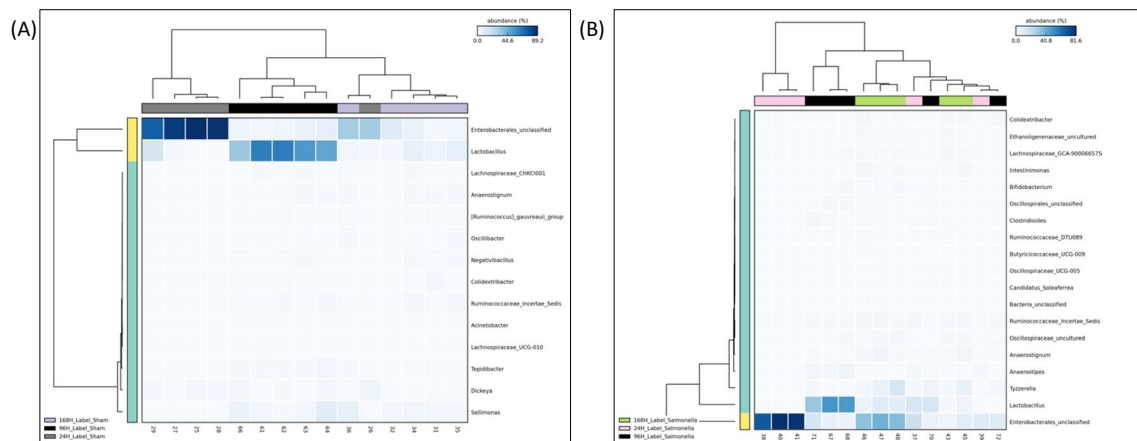 (A)
abundance (%)
0.0 44.6 89.2
Enterobacterales_unclassified
Lactobacillus
Lachnospiraceae_CHKCI001
Anaerostignum
[Ruminococcus]_gauvreauii_group
Oscillibacter
Negativibacillus
Colidextribacter
Ruminococcaceae_Incertae_Sedis
Acinetobacter
Lachnospiraceae_UCG-010
Tepidibacter
Dickeya
Sellimonas
168H_Label_Sham
96H_Label_Sham
24H_Label_Sham
29 27 25 28 66 61 62 63 64 36 26 32 34 31 35
(B)
abundance (%)
0.0 40.8 81.6
Colidextribacter
Ethanoligenenaceae_uncultured
Lachnospiraceae_GCA-900066575
Intestinimonas
Bifidobacterium
Oscillospirales_unclassified
Clostridioides
Ruminococcaceae_DTU089
Butyricicoccaceae_UCG-009
Oscillospiraceae_UCG-005
Candidatus_Soleaferrea
Bacteria_unclassified
Ruminococcaceae_Incertae_Sedis
Oscillospiraceae_uncultured
Anaerostignum
Anaerostipes
Tyzzerella
Lactobacillus
Enterobacterales_unclassified
168H_Label_Salmonella
24H_Label_Salmonella
96H_Label_Salmonella
38 40 41 71 67 68 46 47 48 37 70 43 45 39 72